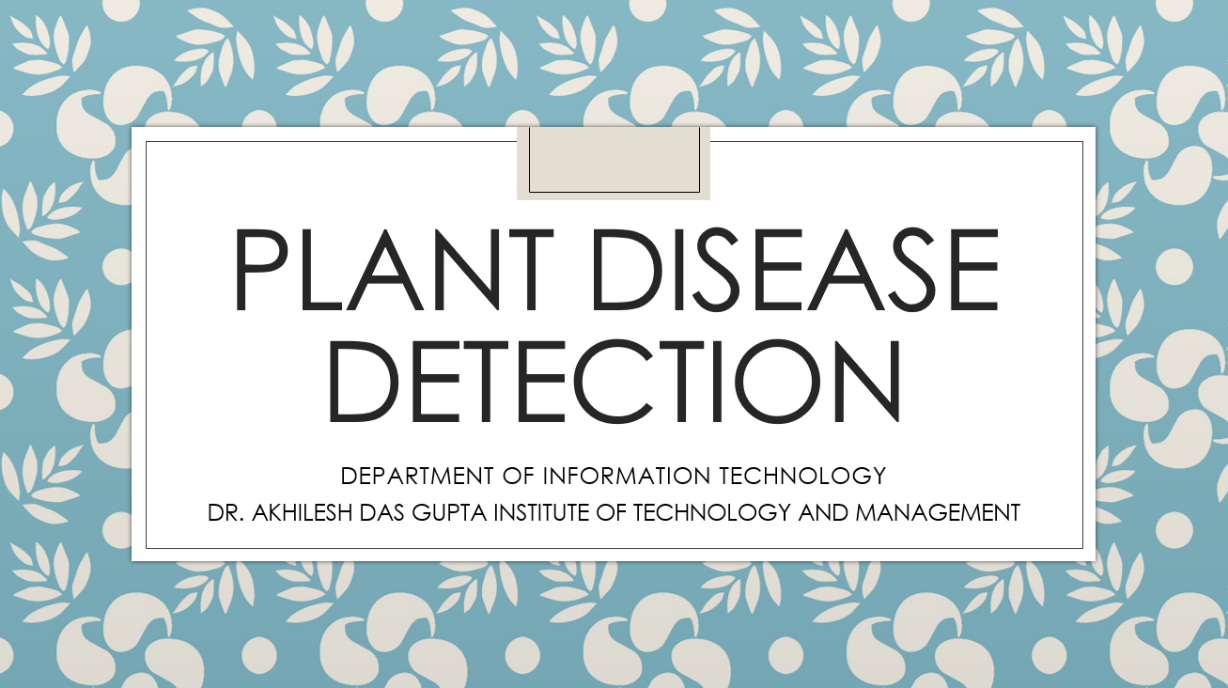 PLANT DISEASE
DETECTION
DEPARTMENT OF INFORMATION TECHNOLOGY
DR. AKHILESH DAS GUPTA INSTITUTE OF TECHNOLOGY AND MANAGEMENT